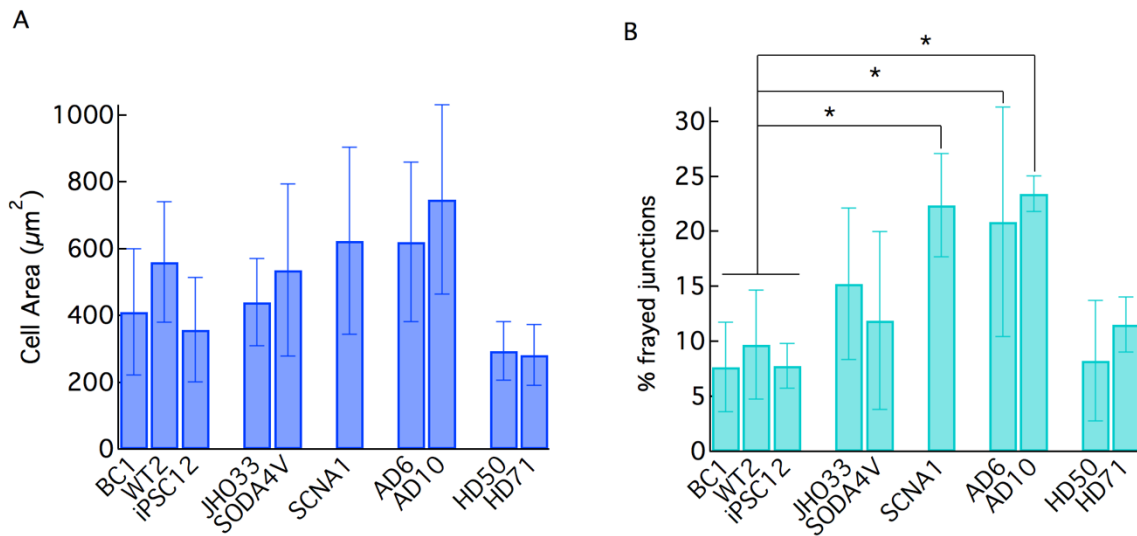 A
Cell Area (µm²)
1000
800
600
400
200
0
BC1
WT2
iPSC12
JHO33
SODA4V
SCNA1
AD6
AD10
HD50
HD71
B
*
*
*
% frayed junctions
30
25
20
15
10
5
0
BC1
WT2
iPSC12
JHO33
SODA4V
SCNA1
AD6
AD10
HD50
HD71